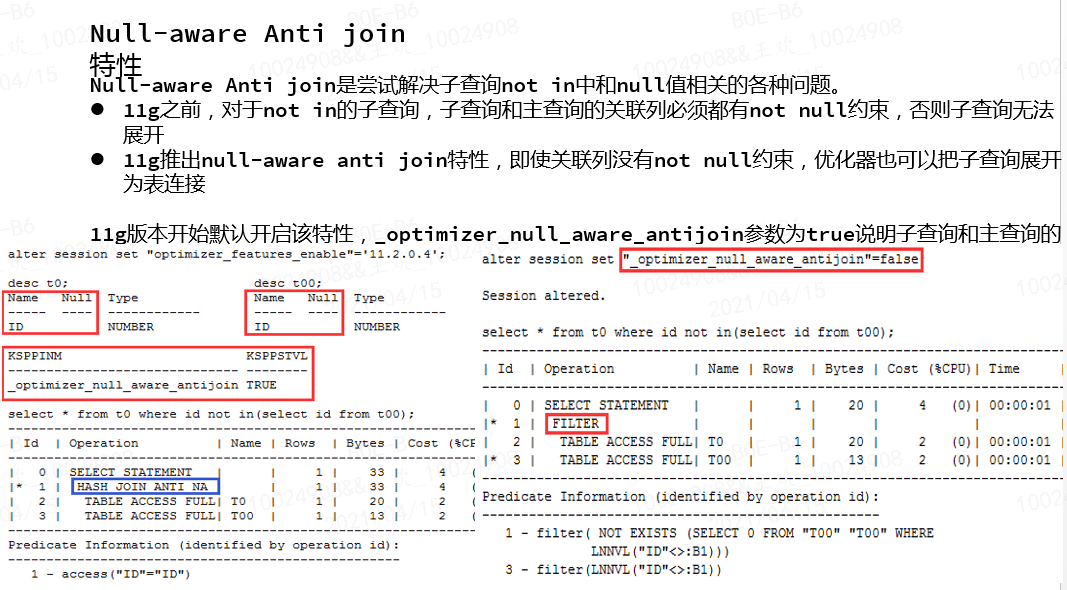 Null-aware Anti join
特性
Null-aware Anti join是尝试解决子查询not in中和null值相关的各种问题。
● 11g之前，对于not in的子查询，子查询和主查询的关联列必须都有not null约束，否则子查询无法
展开
● 11g推出null-aware anti join特性，即使关联列没有not null约束，优化器也可以把子查询展开
为表连接
11g版本开始默认开启该特性，_optimizer_null_aware_antijoin参数为true说明子查询和主查询的
alter session set "optimizer_features_enable"='11.2.0.4';
desc t0; desc t00;
Name Null Type Name Null Type
----- ---- ------------ ----- ---- ------------
ID NUMBER ID NUMBER
KSPPINM KSPPSTVL
------------------------------ --------
_optimizer_null_aware_antijoin TRUE
select * from t0 where id not in(select id from t00);
| Id | Operation | Name | Rows | Bytes | Cost (%CP
| 0 | SELECT STATEMENT | | 1 | 33 | 4 (
|* 1 | HASH JOIN ANTI NA | | 1 | 33 | 4 (
| 2 | TABLE ACCESS FULL| T0 | 1 | 20 | 2 (
| 3 | TABLE ACCESS FULL| T00 | 1 | 13 | 2 (
Predicate Information (identified by operation id):
1 - access("ID"="ID")
alter session set "_optimizer_null_aware_antijoin"=false
Session altered.
select * from t0 where id not in(select id from t00);
| Id | Operation | Name | Rows | Bytes | Cost (%CPU)| Time |
| 0 | SELECT STATEMENT | | 1 | 20 | 4 (0)| 00:00:01 |
|* 1 | FILTER | | | | | |
| 2 | TABLE ACCESS FULL| T0 | 1 | 20 | 2 (0)| 00:00:01 |
|* 3 | TABLE ACCESS FULL| T00 | 1 | 13 | 2 (0)| 00:00:01 |
Predicate Information (identified by operation id):
1 - filter( NOT EXISTS (SELECT 0 FROM "T00" "T00" WHERE
LNNVL("ID"<>:B1)))
3 - filter(LNNVL("ID"<>:B1))